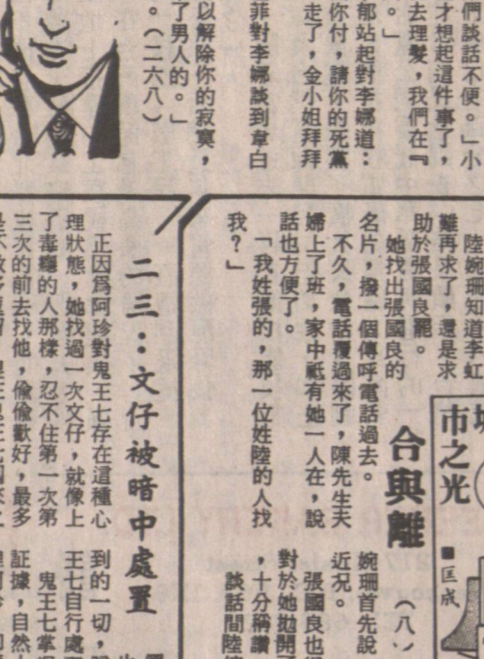 們談話不便。」小
才想起這件事了,
去理髮,我們在『
。」
郁站起對李娜道:
你付,請你的死黨
走了,金小姐拜拜
菲對李娜談到韋白
以解除你的寂寞,
了男人的。」
。(二六八)
城
市之光
■匡成
合與離
(八
陸婉珊知道李虹
難再求了,還是求
助於張國良罷。
她找出張國良的
名片,撥一個傳呼電話過去。
不久,電話覆過來了,陳先生夫
婦上了班,家中祗有她一人在,說
話也方便了。
「我姓張的,那一位姓陸的人找
我?」
婉珊首先說
近況。
張國良也
對於她拋開了
,十分稱讚
談話間陸
二三:文仔被暗中處置
正因為阿珍對鬼王七存在這種心
理狀態,她找過一次文仔,就像上
了毒癮的人那樣,忍不住第一次第
三次的前去找他,偷偷歡好,最多
到的一切,
王七自行處
鬼王七掌
証據,自然